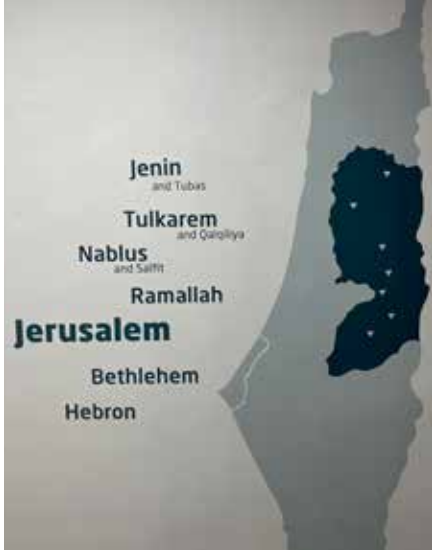 Jenin
and Tubas
Tulkarem
and Qalqiliya
Nablus
and Salfit
Ramallah
Jerusalem
Bethlehem
Hebron